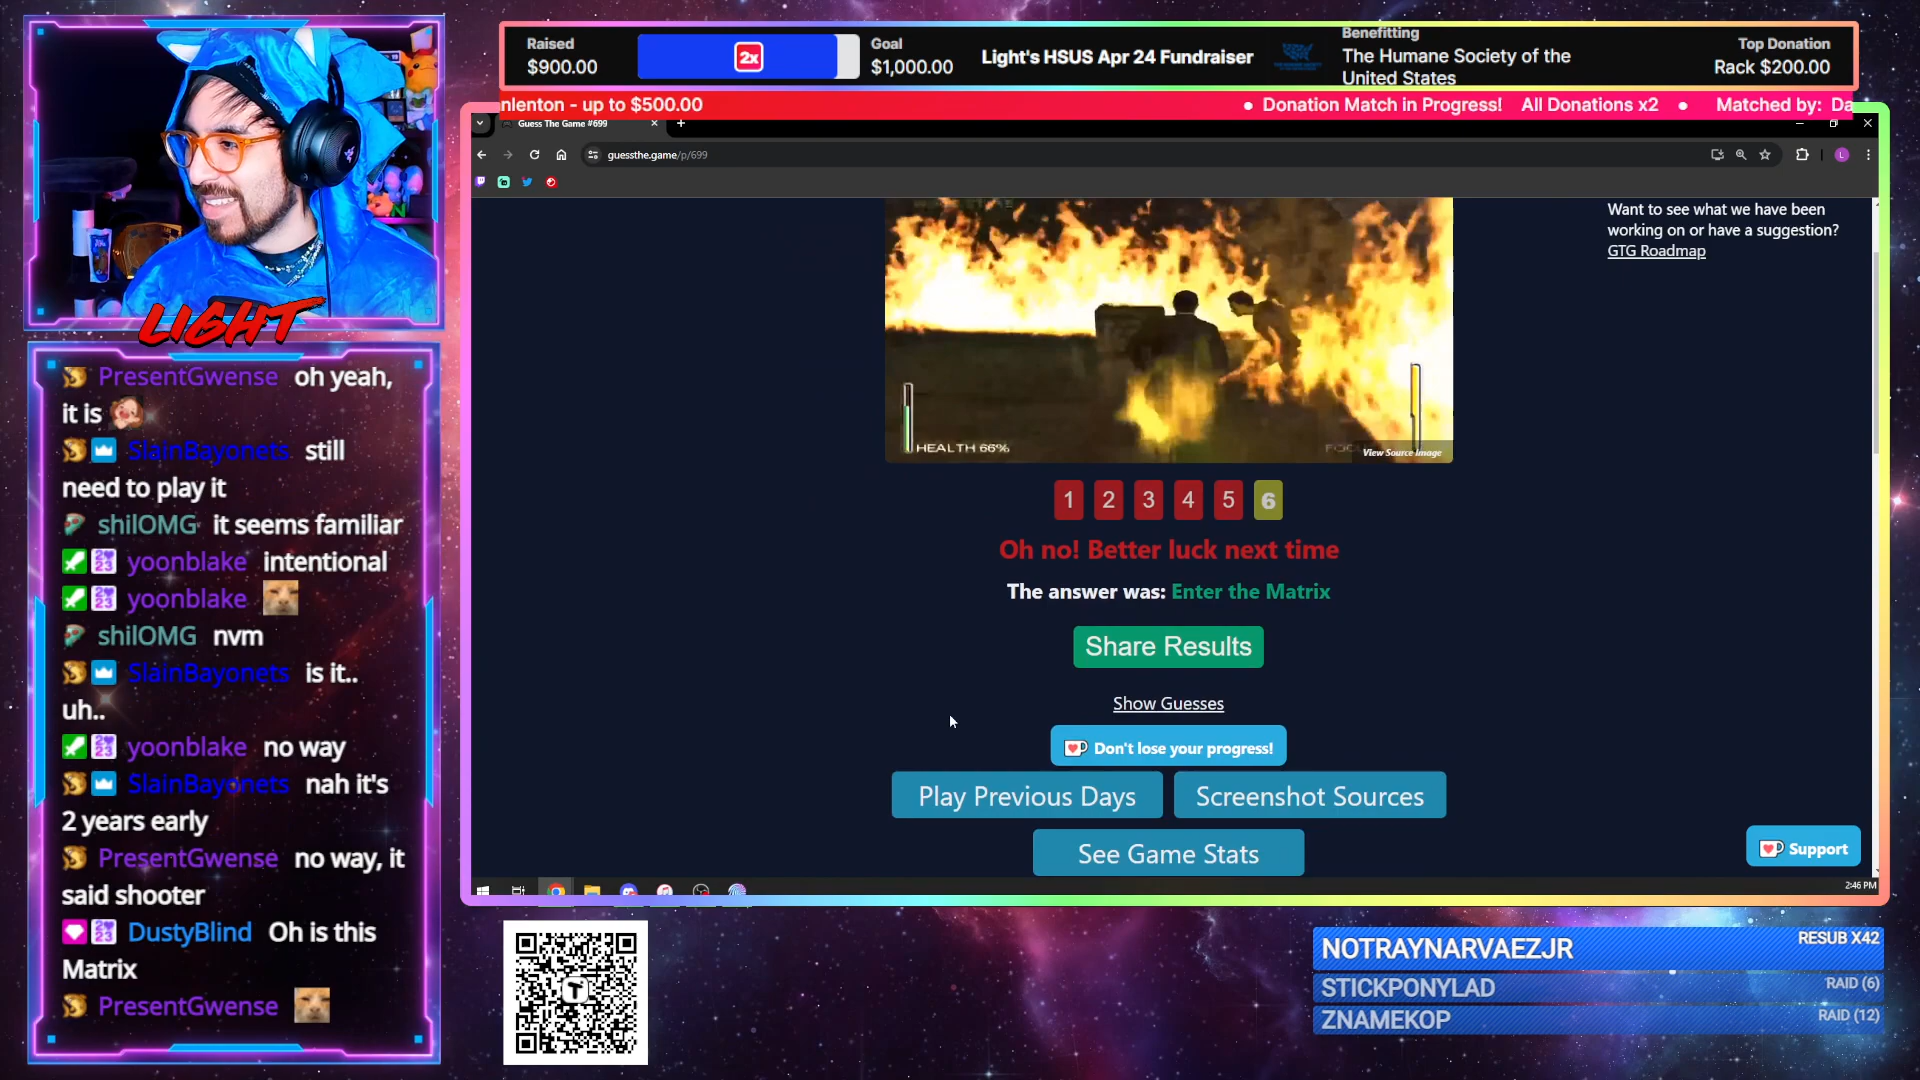 Raised
$900.00
2x
Goal
$1,000.00
Light's HSUS Apr 24 Fundraiser
Benefitting
The Humane Society of the
United States
Top Donation
Rack $200.00
nlenton - up to $500.00
● Donation Match in Progress! All Donations x2 ● Matched by: Da
Guess The Game #699
guessthe.game/p/699
L
Want to see what we have been
working on or have a suggestion?
GTG Roadmap
HEALTH 66%
View Source Image
1 2 3 4 5 6
Oh no! Better luck next time
The answer was: Enter the Matrix
Share Results
Show Guesses
Don't lose your progress!
Play Previous Days
Screenshot Sources
See Game Stats
Support
2:46 PM
LIGHT
PresentGwense oh yeah,
it is
SlainBayonets still
need to play it
shilOMG it seems familiar
yoonblake intentional
yoonblake
shilOMG nvm
SlainBayonets is it..
uh..
yoonblake no way
SlainBayonets nah it's
2 years early
PresentGwense no way, it
said shooter
DustyBlind Oh is this
Matrix
PresentGwense
T
NOTRAYNARVAEZJR RESUB X42
STICKPONYLAD RAID (6)
ZNAMEKOP RAID (12)